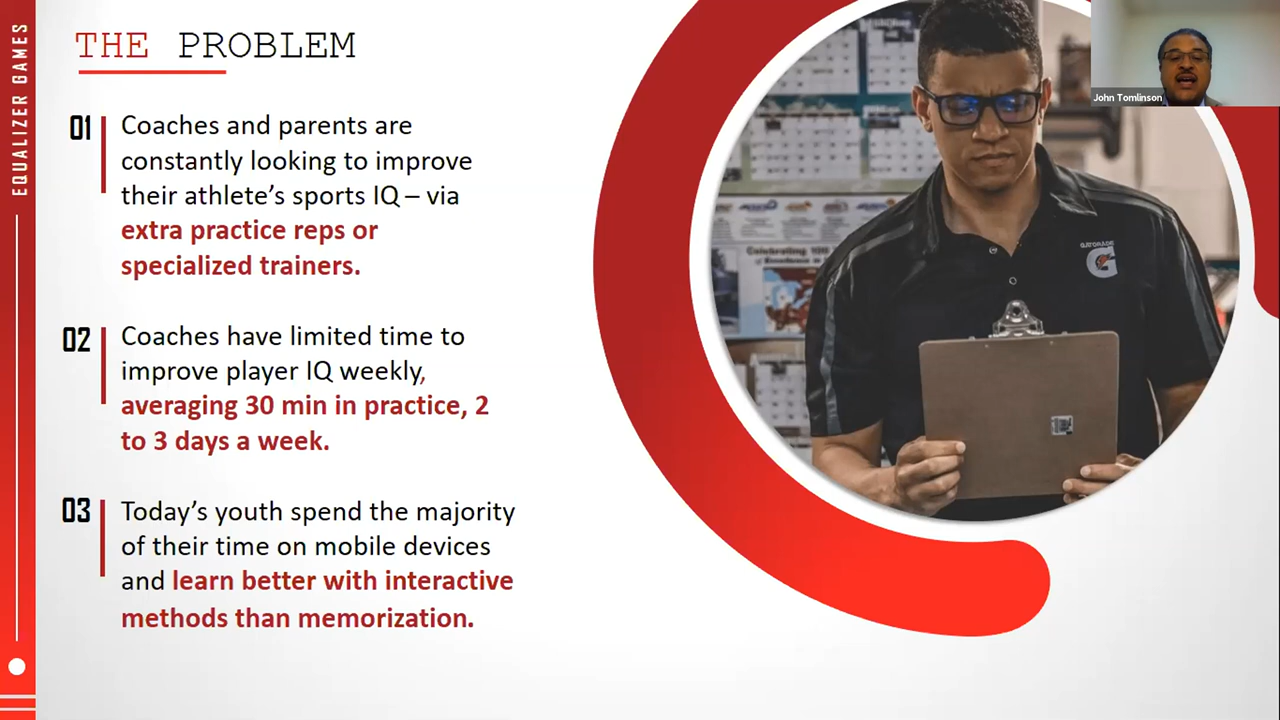 EQUALIZER GAMES
THE PROBLEM
01
Coaches and parents are
constantly looking to improve
their athlete's sports IQ – via
extra practice reps or
specialized trainers.
02
Coaches have limited time to
improve player IQ weekly,
averaging 30 min in practice, 2
to 3 days a week.
03
Today's youth spend the majority
of their time on mobile devices
and learn better with interactive
methods than memorization.
GATORADE
G
Celebrating 100
John Tomlinson